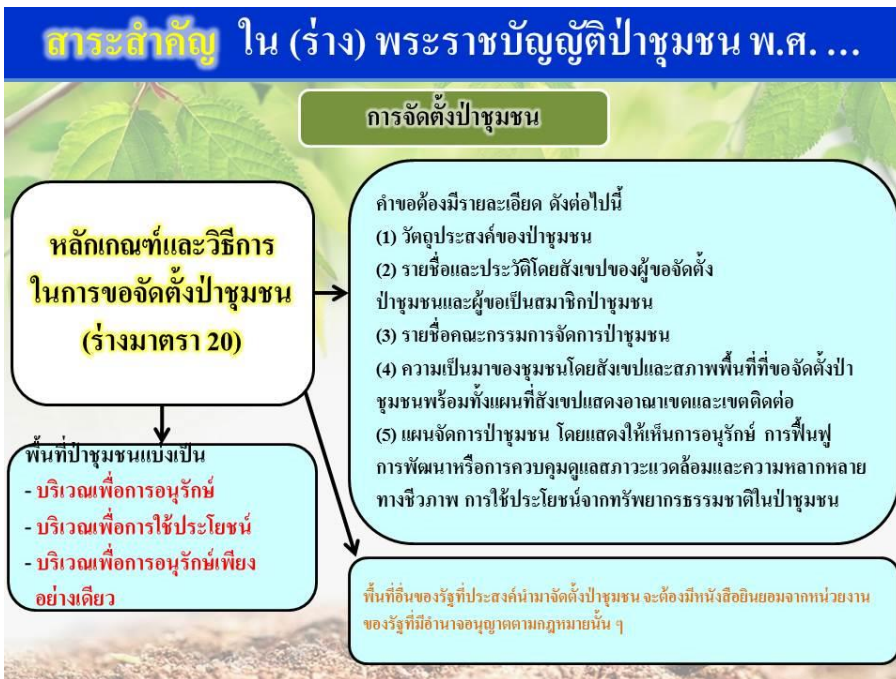 สาระสำคัญ ใน (ร่าง) พระราชบัญญัติป่าชุมชน พ.ศ. ...
การจัดตั้งป่าชุมชน
หลักเกณฑ์และวิธีการ
ในการขอจัดตั้งป่าชุมชน
(ร่างมาตรา 20)
คำขอต้องมีรายละเอียด ดังต่อไปนี้
(1) วัตถุประสงค์ของป่าชุมชน
(2) รายชื่อและประวัติโดยสังเขปของผู้ขอจัดตั้ง
ป่าชุมชนและผู้ขอเป็นสมาชิกป่าชุมชน
(3) รายชื่อคณะกรรมการจัดการป่าชุมชน
(4) ความเป็นมาของชุมชนโดยสังเขปและสภาพพื้นที่ที่ขอจัดตั้งป่า
ชุมชนพร้อมทั้งแผนที่สังเขปแสดงอาณาเขตและเขตติดต่อ
(5) แผนจัดการป่าชุมชน โดยแสดงให้เห็นการอนุรักษ์ การฟื้นฟู
การพัฒนาหรือการควบคุมดูแลสภาวะแวดล้อมและความหลากหลาย
ทางชีวภาพ การใช้ประโยชน์จากทรัพยากรธรรมชาติในป่าชุมชน
พื้นที่ป่าชุมชนแบ่งเป็น
- บริเวณเพื่อการอนุรักษ์
- บริเวณเพื่อการใช้ประโยชน์
- บริเวณเพื่อการอนุรักษ์เพียง
อย่างเดียว
พื้นที่อื่นของรัฐที่ประสงค์นำมาจัดตั้งป่าชุมชน จะต้องมีหนังสือยินยอมจากหน่วยงาน
ของรัฐที่มีอำนาจอนุญาตตามกฎหมายนั้น ๆ